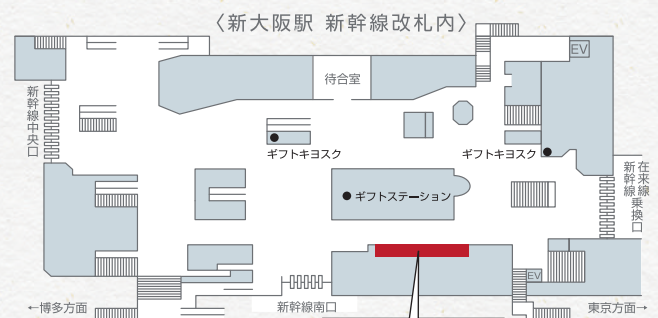 〈新大阪駅 新幹線改札内〉
EV
待合室
新幹線中央口
ギフトキヨスク
ギフトキヨスク
在来線
新幹線乗換口
ギフトステーション
EV
新幹線南口
←博多方面
東京方面→